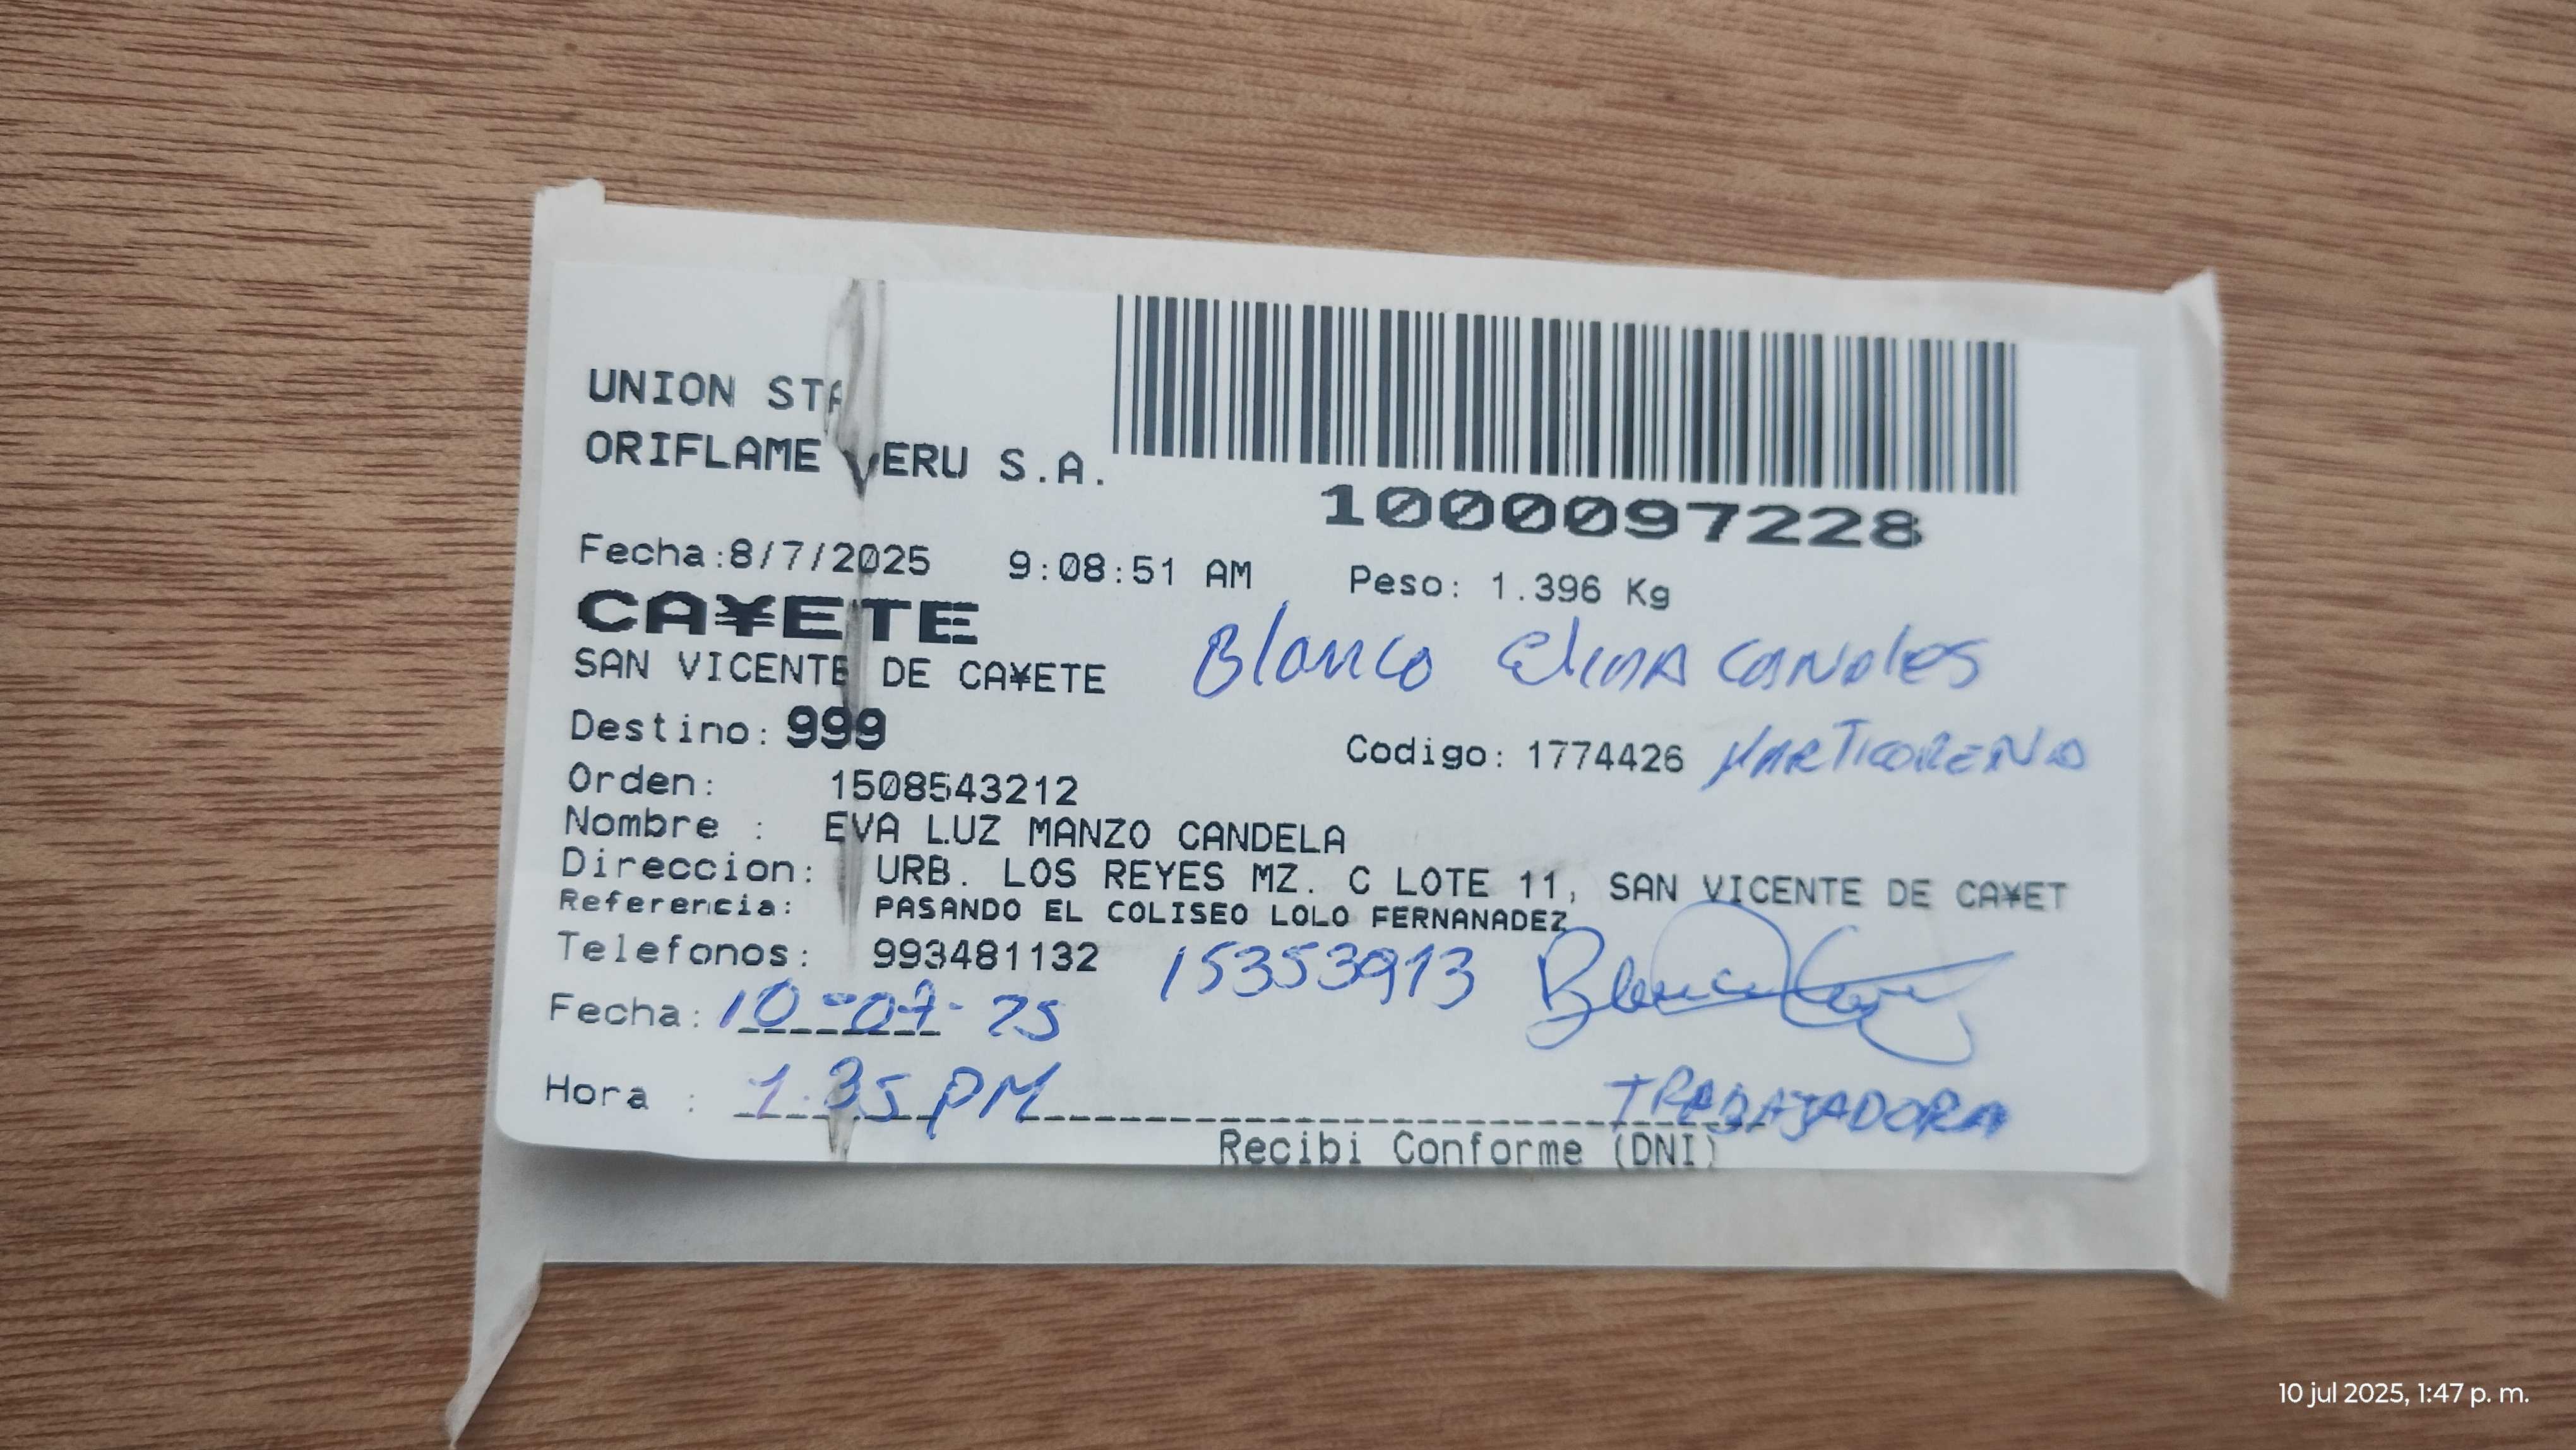 UNION STA
ORIFLAME PERU S.A.
1000097228
Fecha:8/7/2025 9:08:51 AM Peso: 1.396 Kg
CA¥ETE
SAN VICENTE DE CA¥ETE
Blanco Elina Canales
Destino: 999
Codigo: 1774426 HARTICORENA
Orden: 1508543212
Nombre : EVA LUZ MANZO CANDELA
Direccion: URB. LOS REYES MZ. C LOTE 11, SAN VICENTE DE CA¥ET
Referencia: PASANDO EL COLISEO LOLO FERNANADEZ
Telefonos: 993481132 15353913
Fecha: 10-07-25
Hora : 1.35 PM TRABAJADORA
Recibi Conforme (DNI)
10 jul 2025, 1:47 p. m.